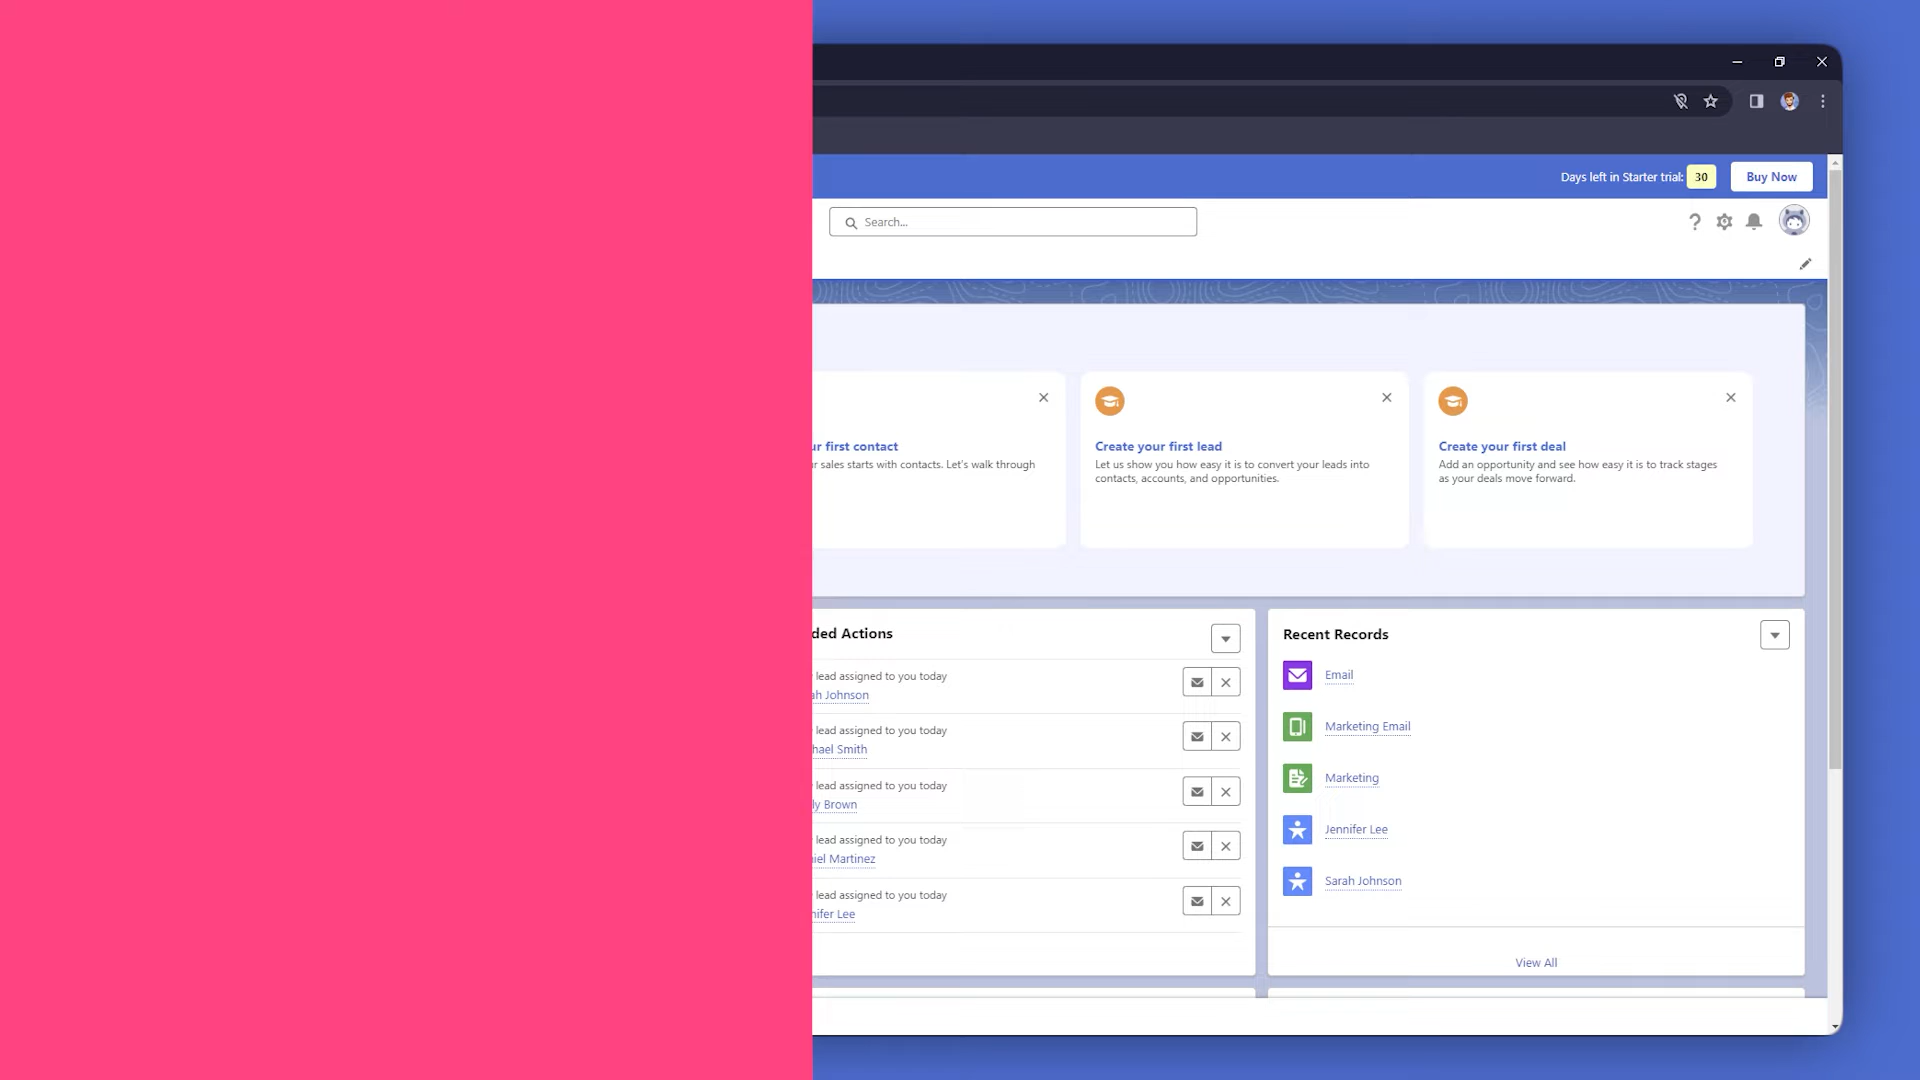 Days left in Starter trial: 30
Buy Now
Search...
first contact
sales starts with contacts. Let's walk through
Create your first lead
Let us show you how easy it is to convert your leads into
contacts, accounts, and opportunities.
Create your first deal
Add an opportunity and see how easy it is to track stages
as your deals move forward.
Actions
lead assigned to you today
Johnson
lead assigned to you today
Smith
lead assigned to you today
Brown
lead assigned to you today
Martinez
lead assigned to you today
Lee
Recent Records
Email
Marketing Email
Marketing
Jennifer Lee
Sarah Johnson
View All